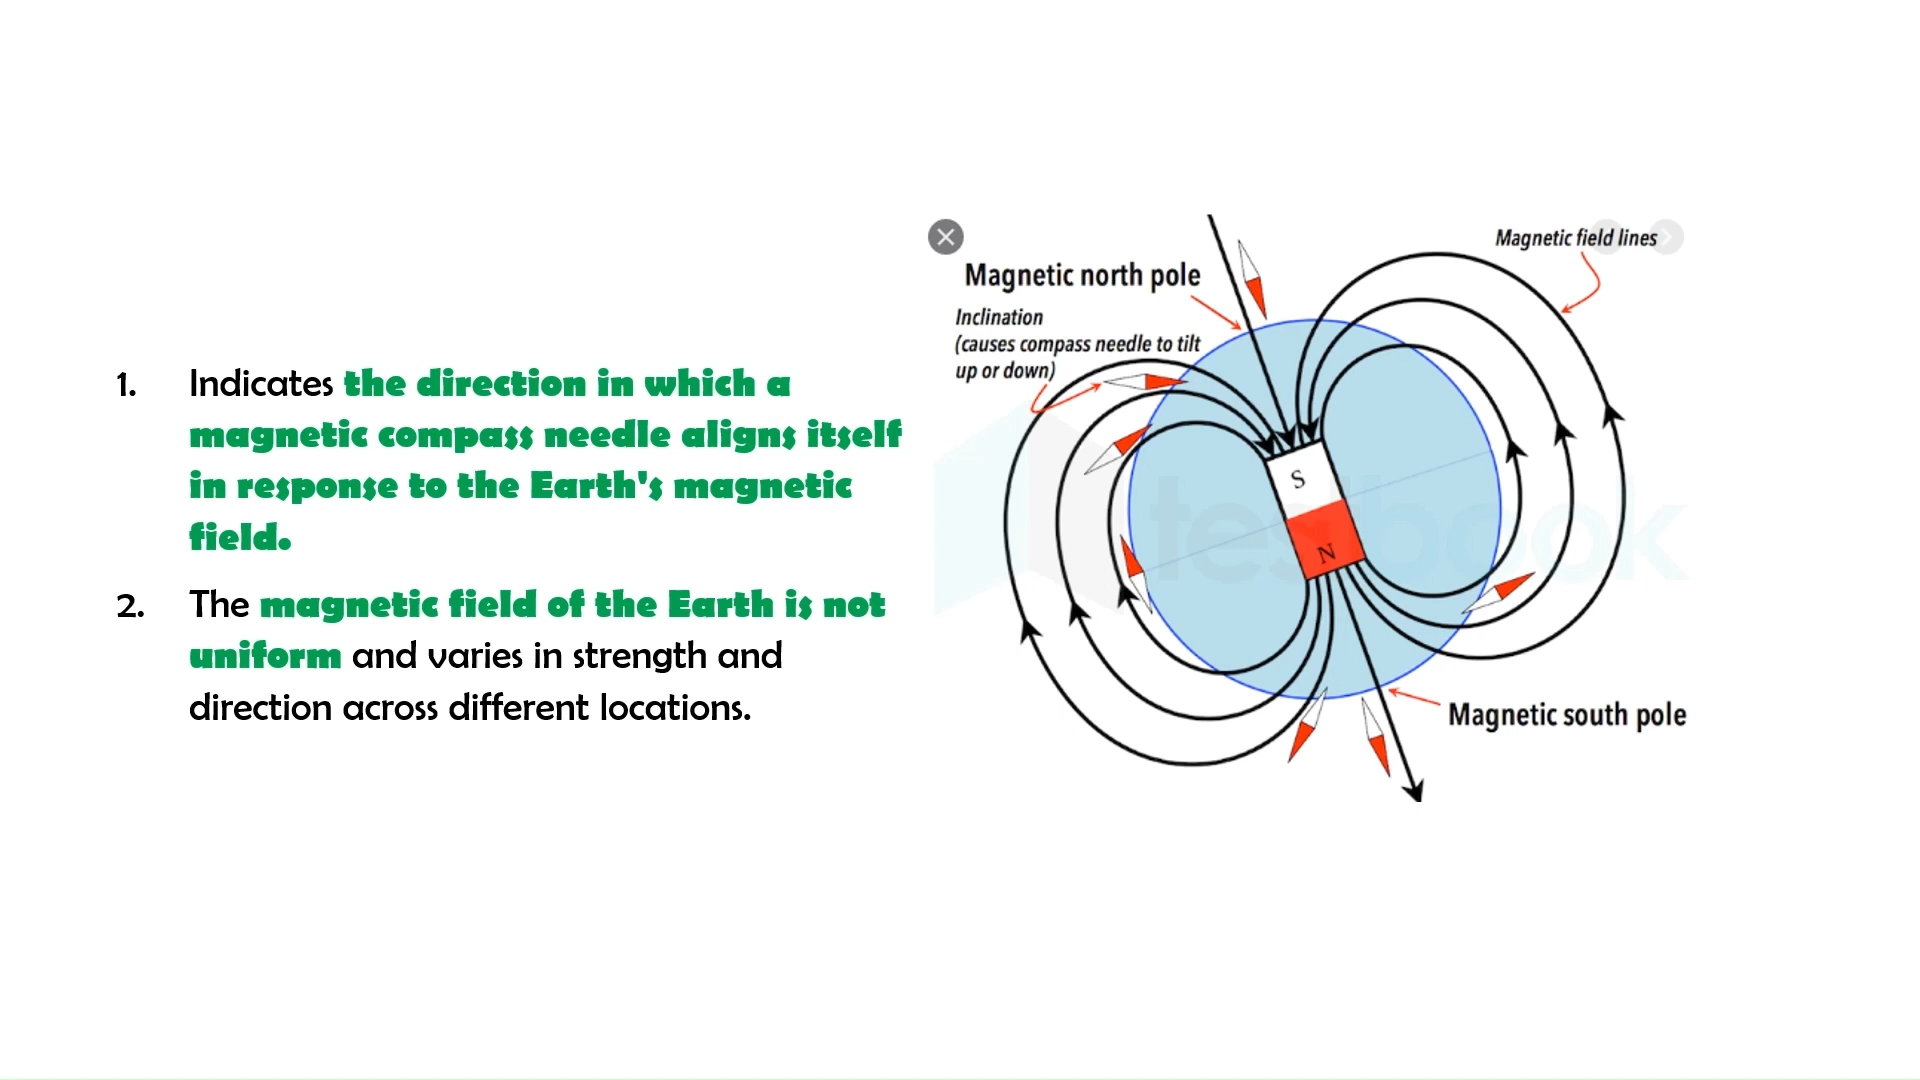 1. Indicates the direction in which a
magnetic compass needle aligns itself
in response to the Earth's magnetic
field.
2. The magnetic field of the Earth is not
uniform and varies in strength and
direction across different locations.
Magnetic field lines
Magnetic north pole
Inclination
(causes compass needle to tilt
up or down)
S
N
testbook
Magnetic south pole